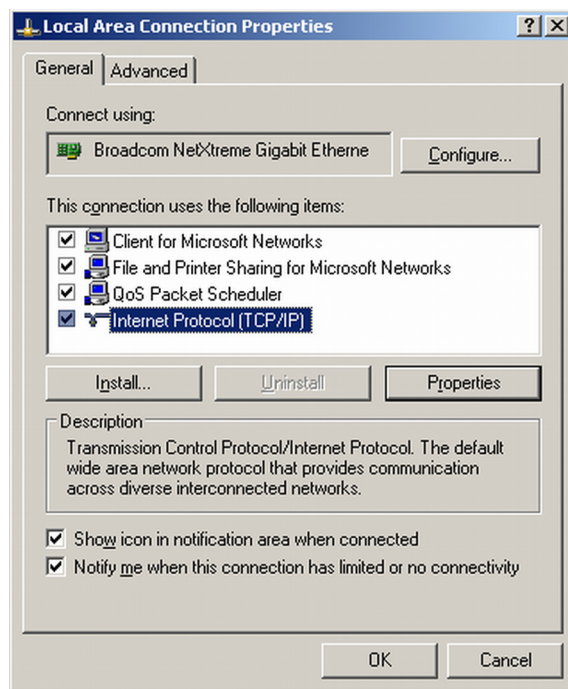 Local Area Connection Properties
General
Advanced
Connect using:
Broadcom NetXtreme Gigabit Etherne
Configure...
This connection uses the following items:
Client for Microsoft Networks
File and Printer Sharing for Microsoft Networks
QoS Packet Scheduler
Internet Protocol (TCP/IP)
Install...
Uninstall
Properties
Description
Transmission Control Protocol/Internet Protocol. The default
wide area network protocol that provides communication
across diverse interconnected networks.
Show icon in notification area when connected
Notify me when this connection has limited or no connectivity
OK
Cancel